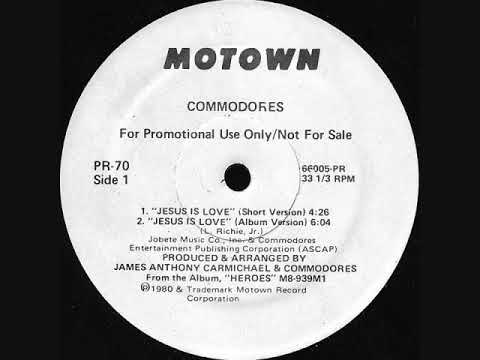 MOTOWN
COMMODORES
For Promotional Use Only/Not For Sale
PR-70
Side 1
66005-PR
33 1/3 RPM
1. "JESUS IS LOVE" (Short Version) 4:26
2. "JESUS IS LOVE" (Album Version) 6:04
(L. Richie, Jr.)
Jobete Music Co., Inc. & Commodores
Entertainment Publishing Corporation (ASCAP)
PRODUCED & ARRANGED BY
JAMES ANTHONY CARMICHAEL & COMMODORES
From the Album, "HEROES" M8-939M1
℗1980 & Trademark Motown Record
Corporation